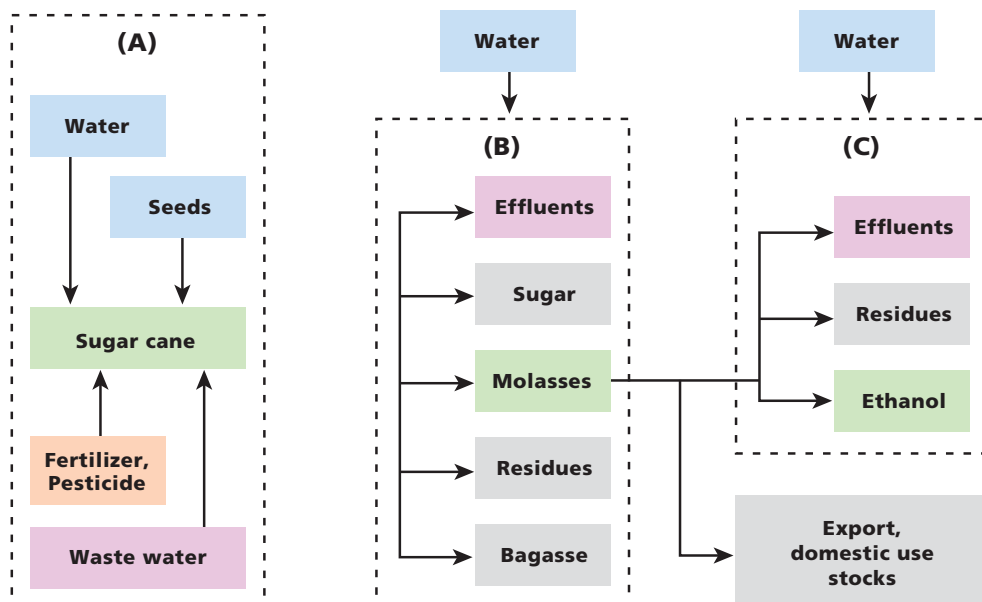 (A)
Water
Seeds
Sugar cane
Fertilizer,
Pesticide
Waste water
Water
(B)
Effluents
Sugar
Molasses
Residues
Bagasse
Water
(C)
Effluents
Residues
Ethanol
Export,
domestic use
stocks